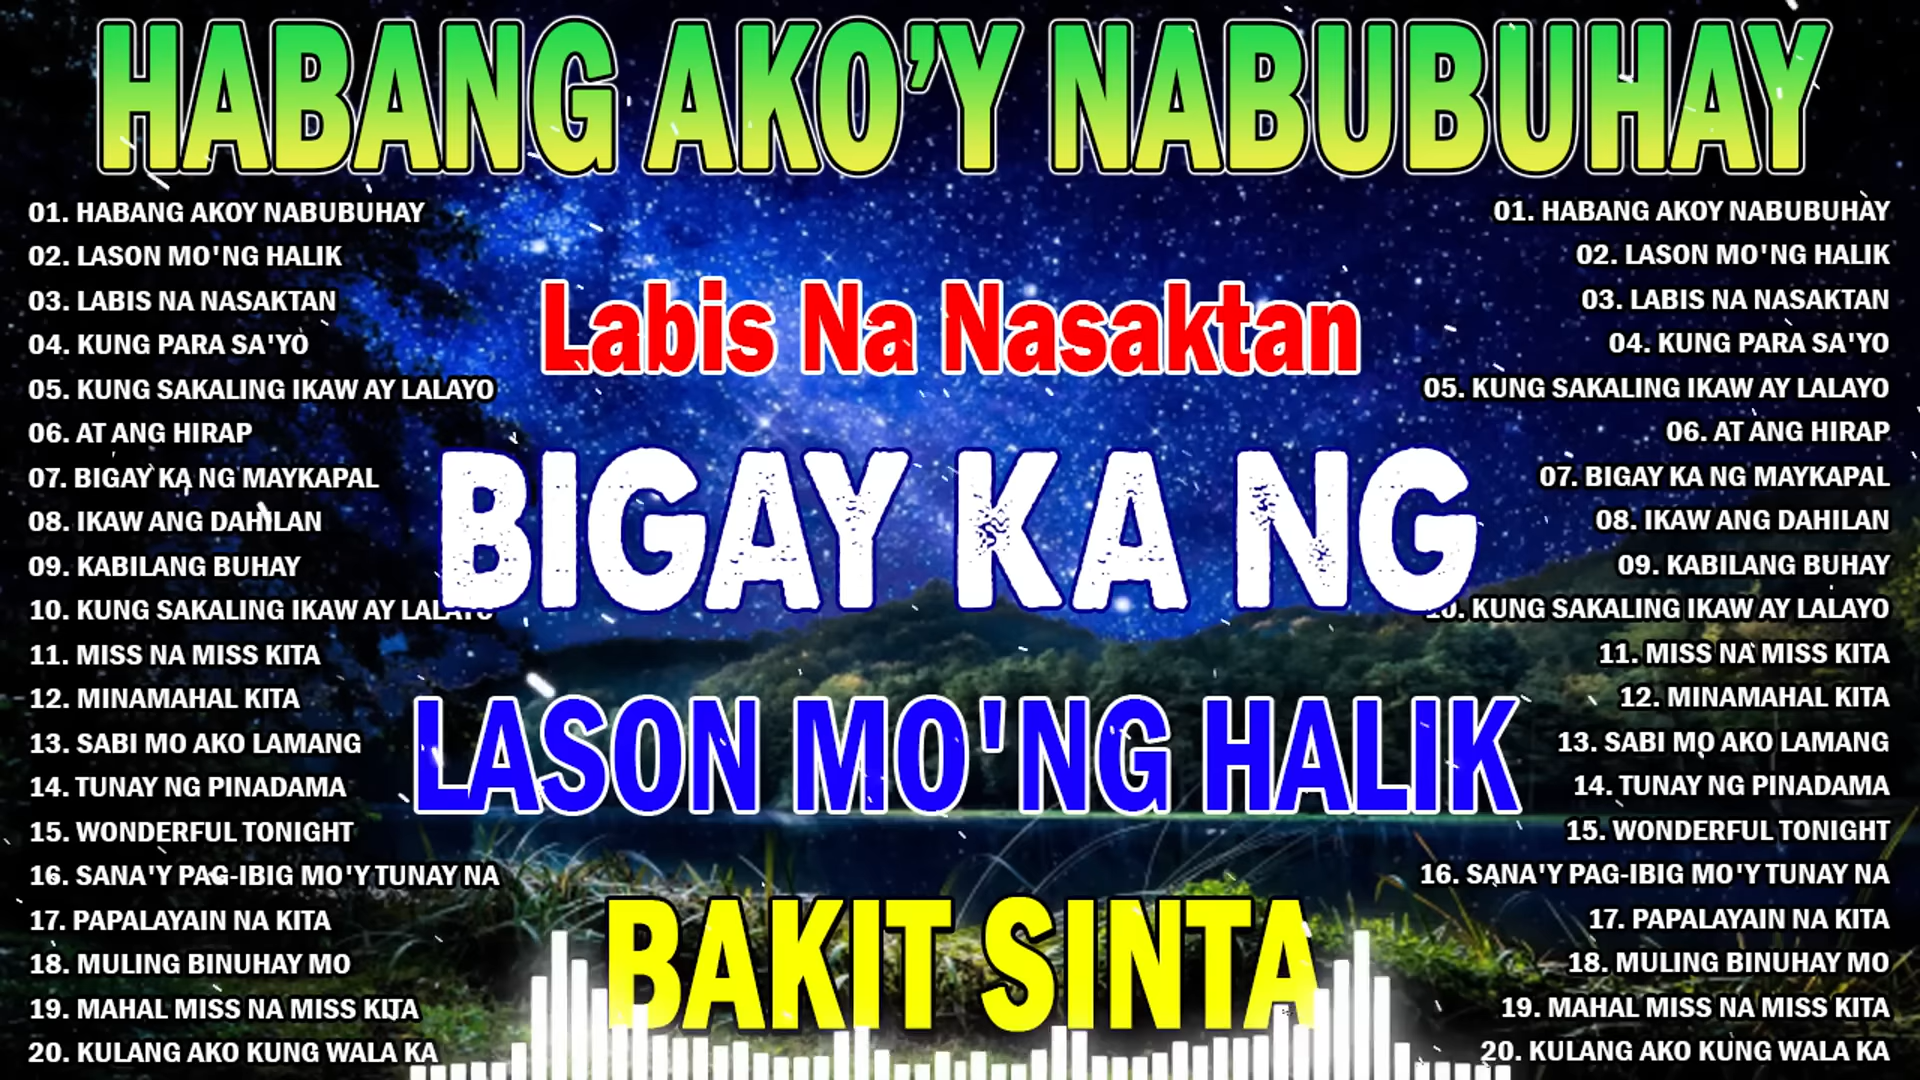 HABANG AKO’Y NABUBUHAY
01. HABANG AKOY NABUBUHAY
02. LASON MO'NG HALIK
03. LABIS NA NASAKTAN
04. KUNG PARA SA'YO
05. KUNG SAKALING IKAW AY LALAYO
06. AT ANG HIRAP
07. BIGAY KA NG MAYKAPAL
08. IKAW ANG DAHILAN
09. KABILANG BUHAY
10. KUNG SAKALING IKAW AY LALAYO
11. MISS NA MISS KITA
12. MINAMAHAL KITA
13. SABI MO AKO LAMANG
14. TUNAY NG PINADAMA
15. WONDERFUL TONIGHT
16. SANA'Y PAG-IBIG MO'Y TUNAY NA
17. PAPALAYAIN NA KITA
18. MULING BINUHAY MO
19. MAHAL MISS NA MISS KITA
20. KULANG AKO KUNG WALA KA
Labis Na Nasaktan
BIGAY KA NG
LASON MO'NG HALIK
BAKIT SINTA
01. HABANG AKOY NABUBUHAY
02. LASON MO'NG HALIK
03. LABIS NA NASAKTAN
04. KUNG PARA SA'YO
05. KUNG SAKALING IKAW AY LALAYO
06. AT ANG HIRAP
07. BIGAY KA NG MAYKAPAL
08. IKAW ANG DAHILAN
09. KABILANG BUHAY
10. KUNG SAKALING IKAW AY LALAYO
11. MISS NA MISS KITA
12. MINAMAHAL KITA
13. SABI MO AKO LAMANG
14. TUNAY NG PINADAMA
15. WONDERFUL TONIGHT
16. SANA'Y PAG-IBIG MO'Y TUNAY NA
17. PAPALAYAIN NA KITA
18. MULING BINUHAY MO
19. MAHAL MISS NA MISS KITA
20. KULANG AKO KUNG WALA KA